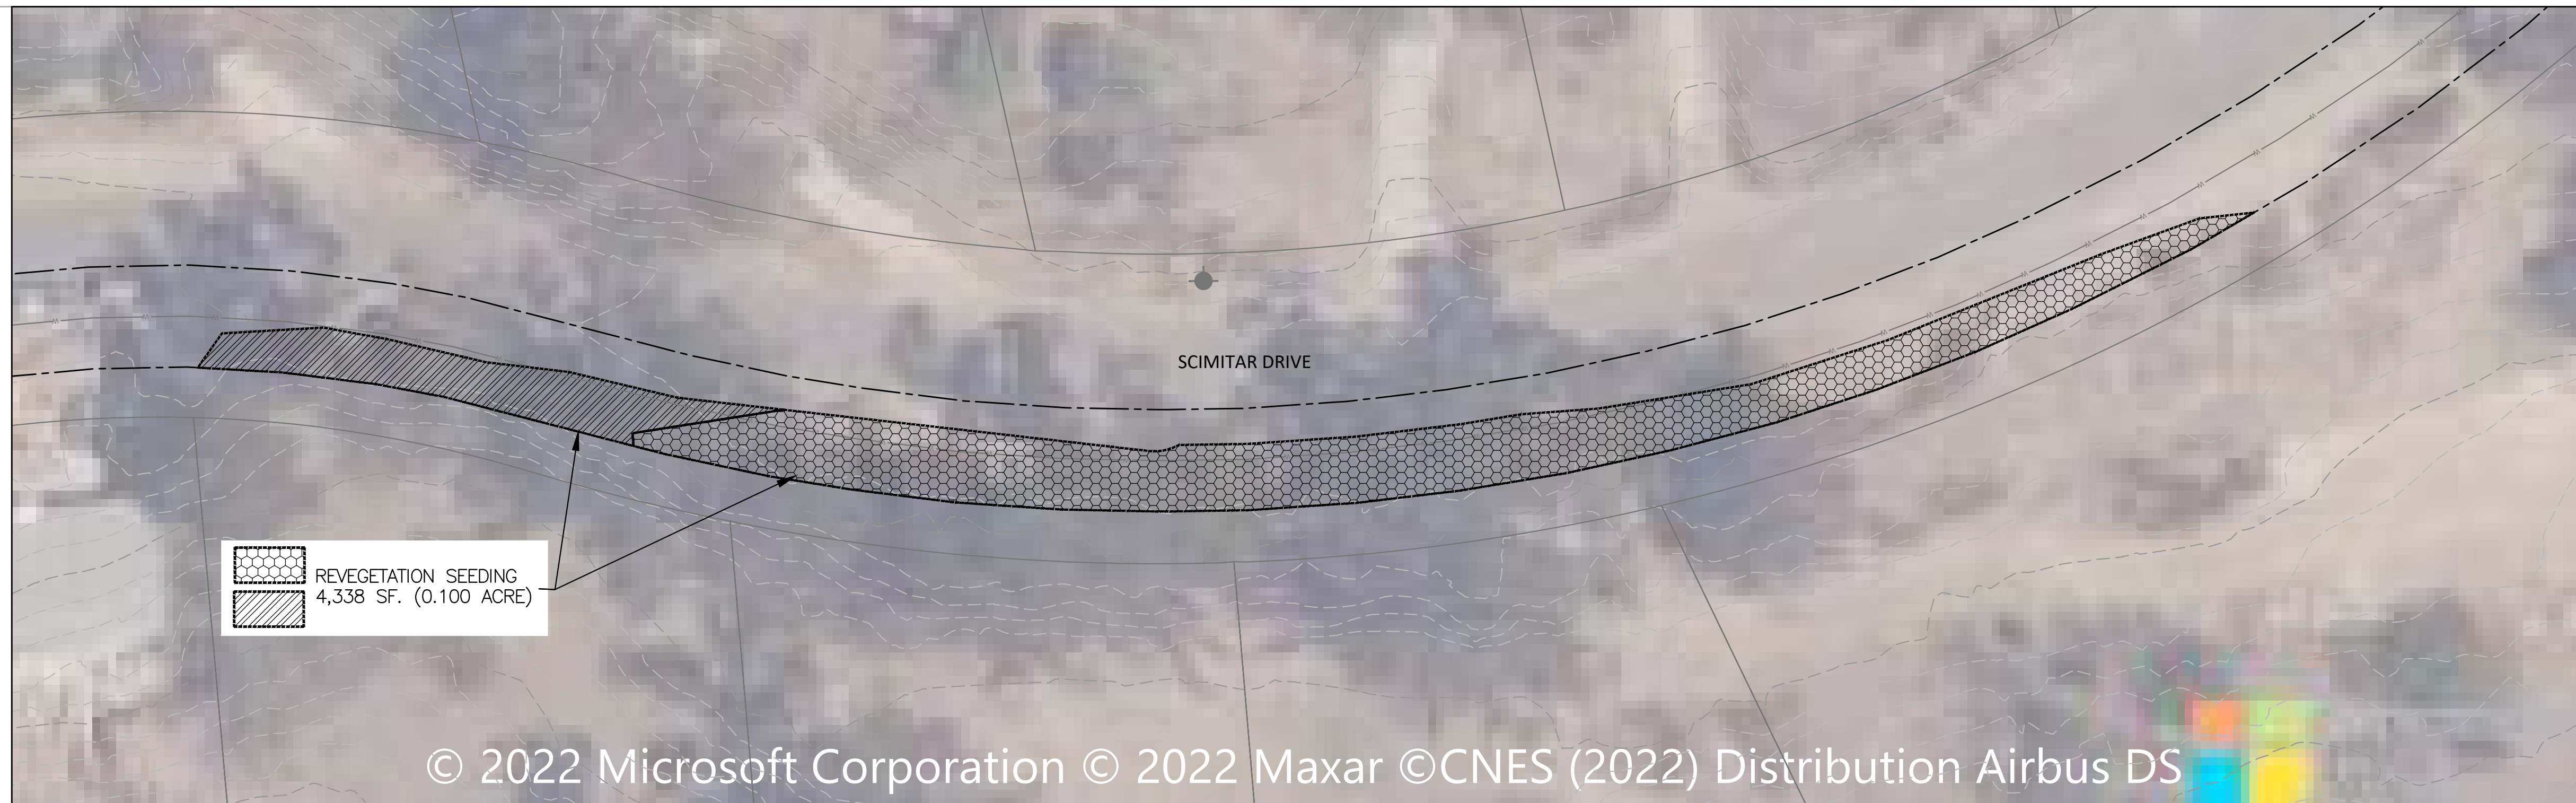 SCIMITAR DRIVE
REVEGETATION SEEDING
4,338 SF. (0.100 ACRE)
© 2022 Microsoft Corporation © 2022 Maxar ©CNES (2022) Distribution Airbus DS